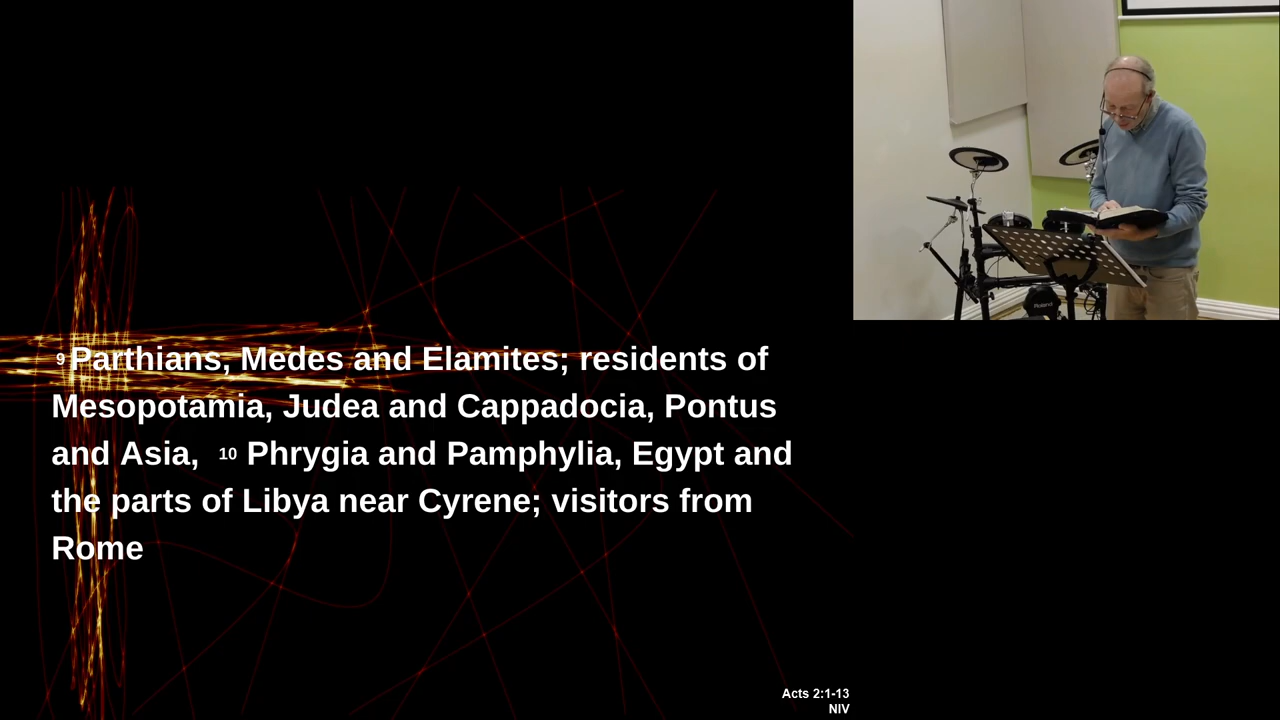 9 Parthians, Medes and Elamites; residents of
Mesopotamia, Judea and Cappadocia, Pontus
and Asia, 10 Phrygia and Pamphylia, Egypt and
the parts of Libya near Cyrene; visitors from
Rome
Acts 2:1-13
NIV
Roland